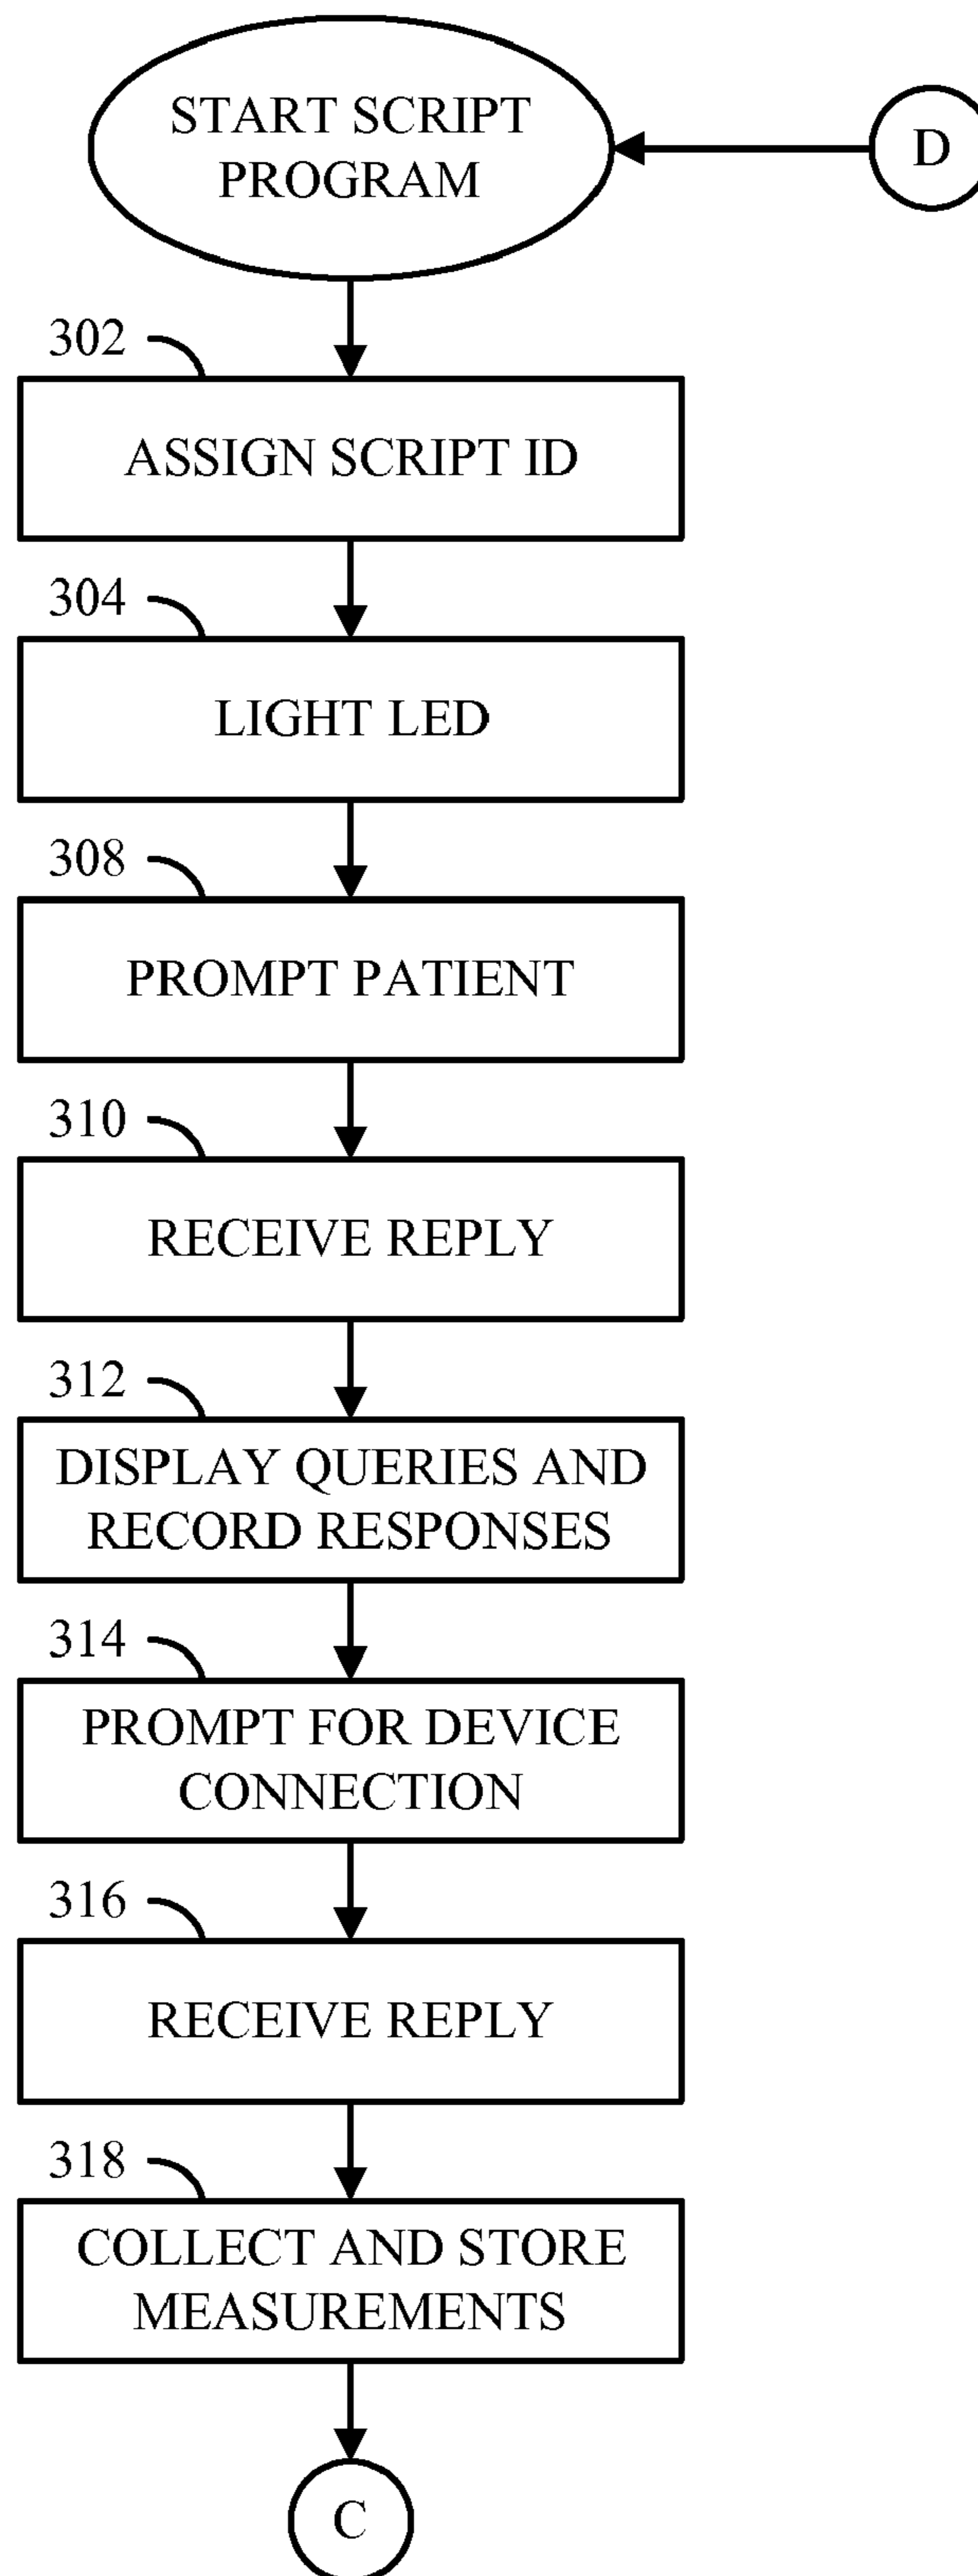 START SCRIPT
PROGRAM
D
302
ASSIGN SCRIPT ID
304
LIGHT LED
308
PROMPT PATIENT
310
RECEIVE REPLY
312
DISPLAY QUERIES AND
RECORD RESPONSES
314
PROMPT FOR DEVICE
CONNECTION
316
RECEIVE REPLY
318
COLLECT AND STORE
MEASUREMENTS
C